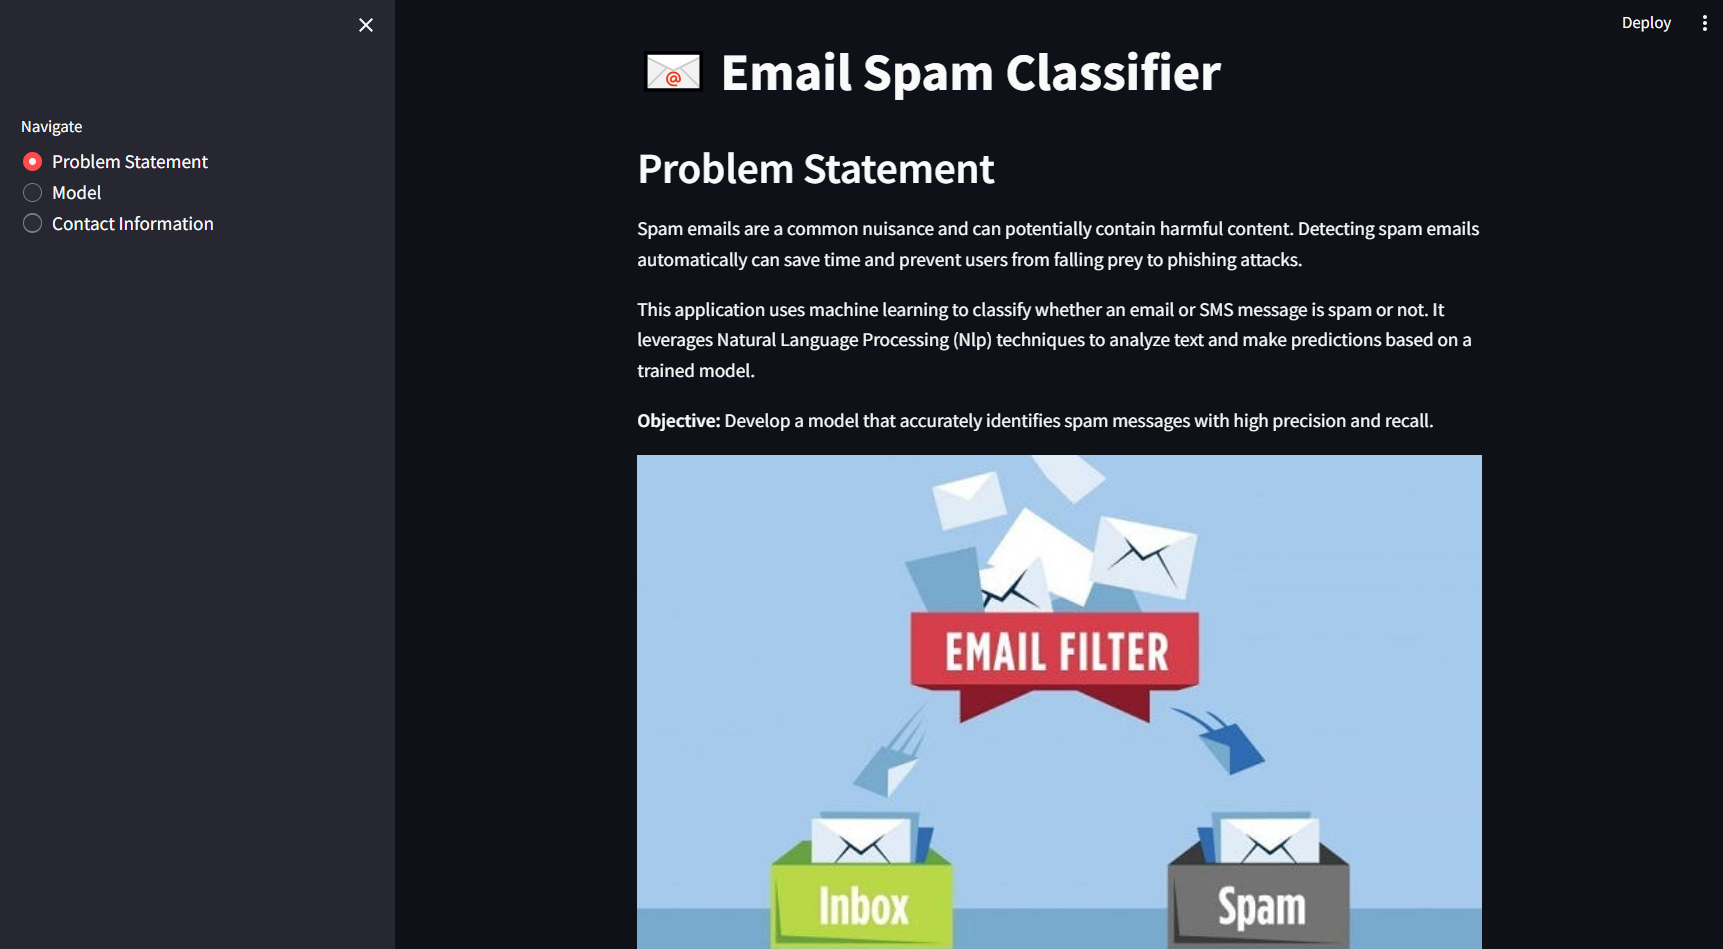 Deploy
Navigate
Problem Statement
Model
Contact Information
Email Spam Classifier
Problem Statement
Spam emails are a common nuisance and can potentially contain harmful content. Detecting spam emails
automatically can save time and prevent users from falling prey to phishing attacks.
This application uses machine learning to classify whether an email or SMS message is spam or not. It
leverages Natural Language Processing (Nlp) techniques to analyze text and make predictions based on a
trained model.
Objective: Develop a model that accurately identifies spam messages with high precision and recall.
EMAIL FILTER
Inbox
Spam